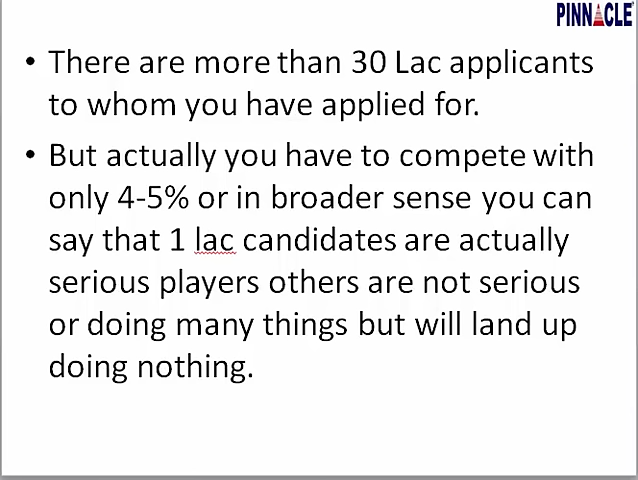 PINNACLE
• There are more than 30 Lac applicants
to whom you have applied for.
• But actually you have to compete with
only 4-5% or in broader sense you can
say that 1 lac candidates are actually
serious players others are not serious
or doing many things but will land up
doing nothing.